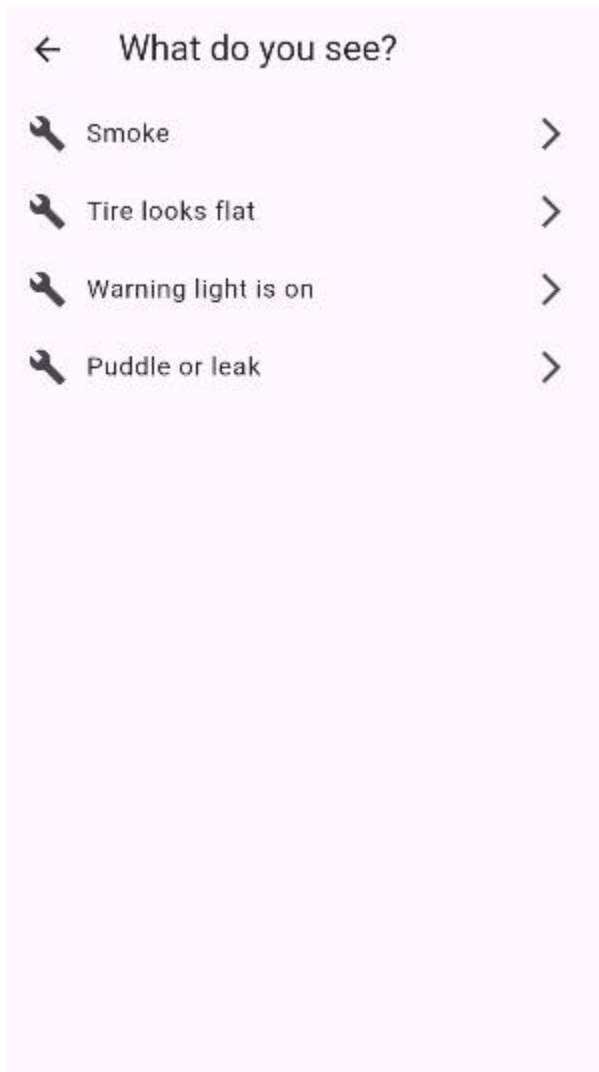 What do you see?
Smoke
Tire looks flat
Warning light is on
Puddle or leak